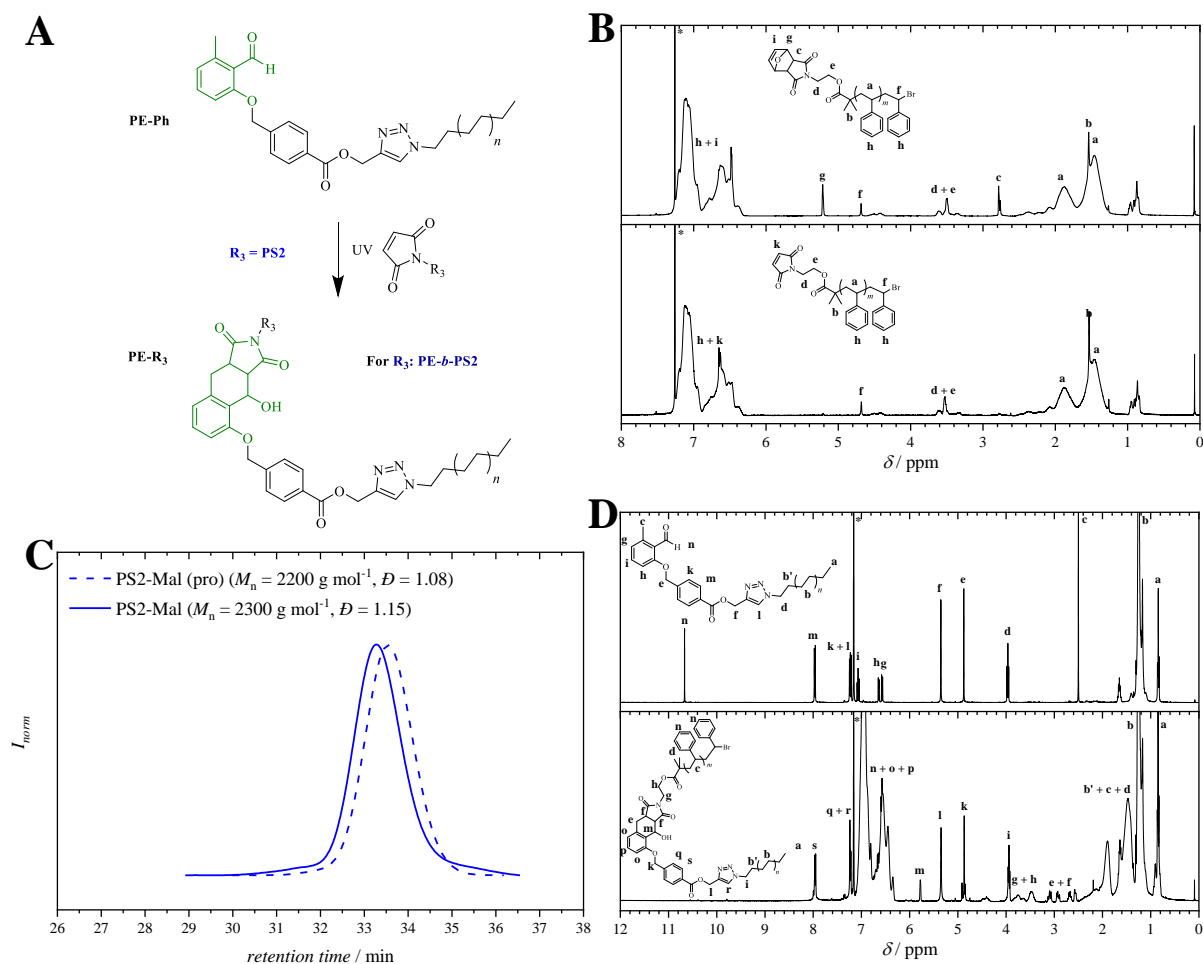 A
O
H
O
PE-Ph
N
N
N
n
O
O
R₃ = PS2
UV
O
N
R₃
O
R₃
O
N
O
PE-R₃
For R₃: PE-b-PS2
OH
O
N
N
N
n
O
O
B
*
i
g
O
c
O
e
N
O
a
f
Br
d
O
m
b
h
h
h + i
g
f
d + e
c
a
b
a
*
k
O
e
N
O
a
f
Br
d
O
m
b
h
h
h + k
f
d + e
a
b
a
8 7 6 5 4 3 2 1 0
δ / ppm
C
PS2-Mal (pro) (Mn = 2200 g mol⁻¹, Đ = 1.08)
PS2-Mal (Mn = 2300 g mol⁻¹, Đ = 1.15)
Inorm
26 27 28 29 30 31 32 33 34 35 36 37 38
retention time / min
D
c
O
g
H
n
i
O
h
k
e
m
N
N
N
b'
b
n
a
O
O
f
l
d
n
m
k + l
*
i
h
g
f
e
d
c
b
a
n
n
Br
d
O
c
m
h
O
g
O
N
f
f
O
e
m
OH
o
p
o
O
k
q
s
O
O
l
N
N
N
r
b'
b
n
i
a
s
q + r
*
n + o + p
m
l
k
i
g + h
e + f
b' + c + d
b
a
12 11 10 9 8 7 6 5 4 3 2 1 0
δ / ppm